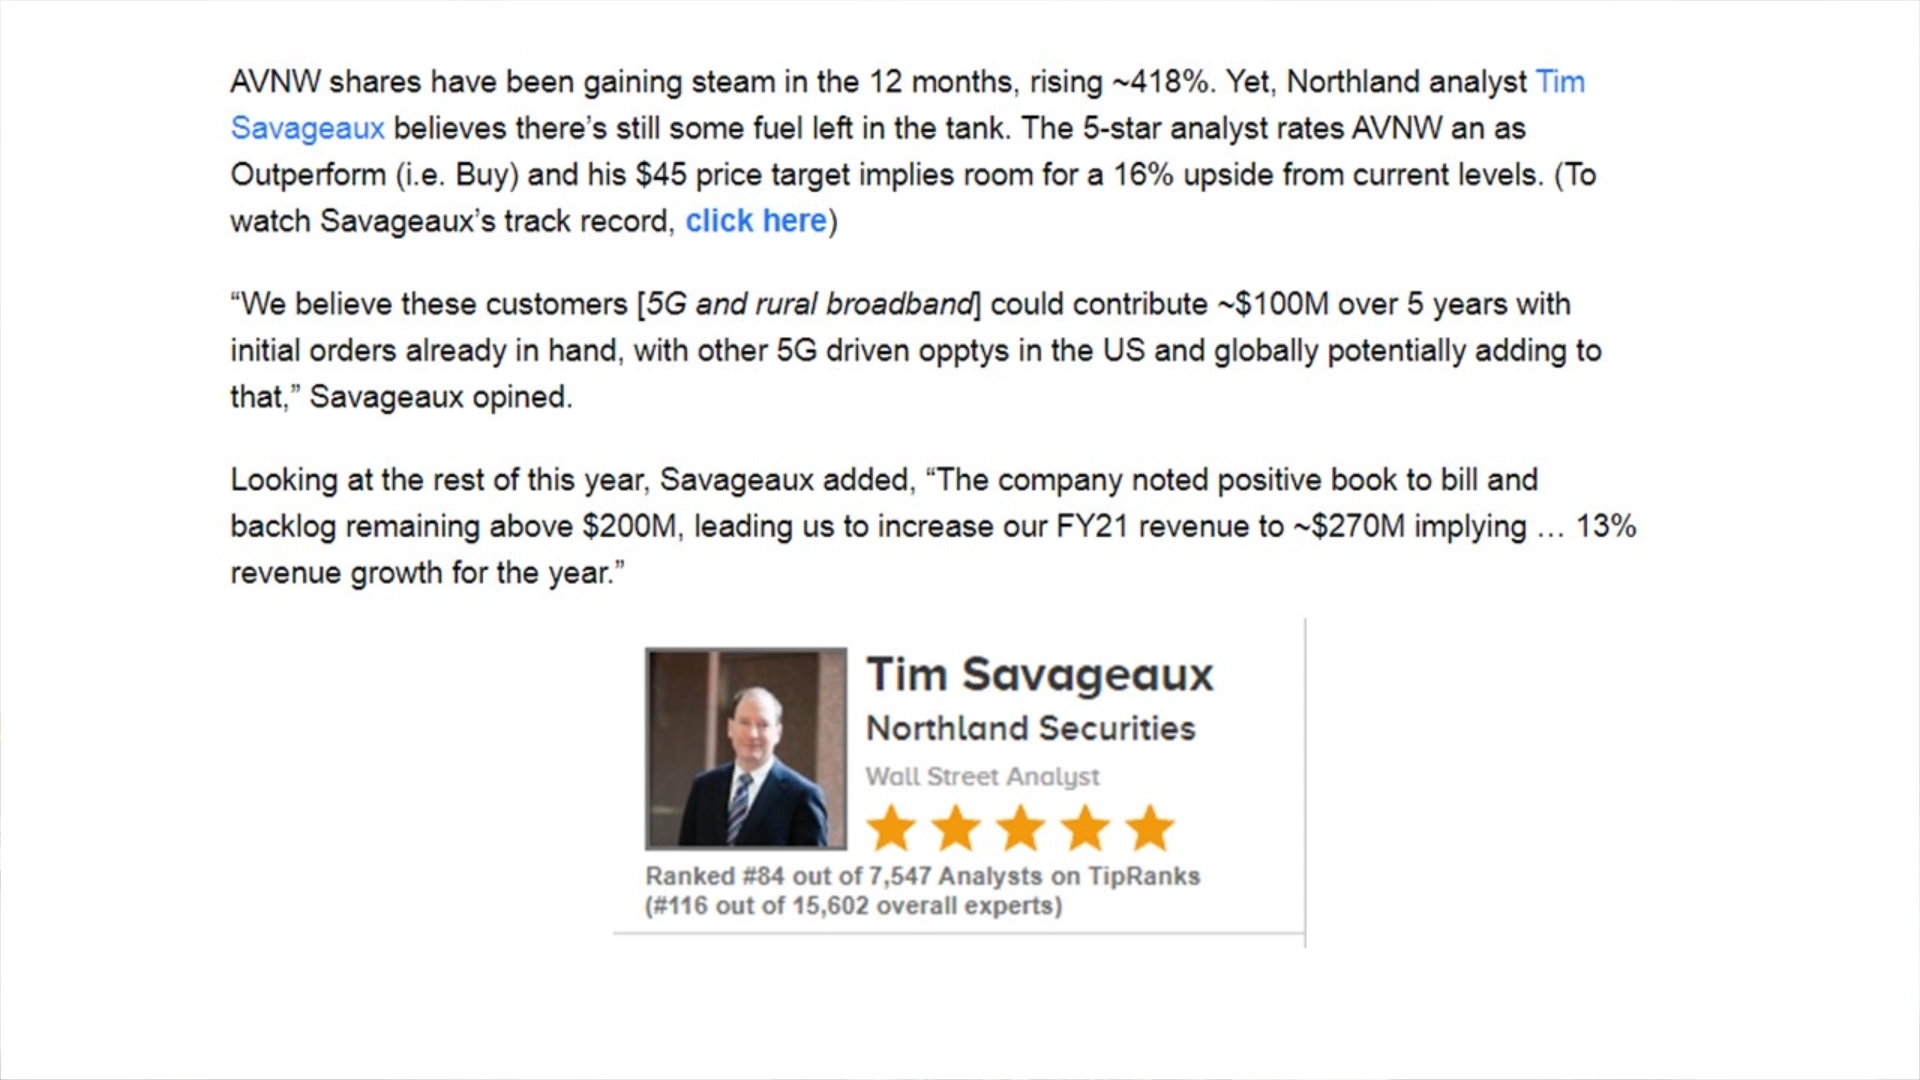 AVNW shares have been gaining steam in the 12 months, rising ~418%. Yet, Northland analyst Tim
Savageaux believes there’s still some fuel left in the tank. The 5-star analyst rates AVNW an as
Outperform (i.e. Buy) and his $45 price target implies room for a 16% upside from current levels. (To
watch Savageaux’s track record, click here)
“We believe these customers [5G and rural broadband] could contribute ~$100M over 5 years with
initial orders already in hand, with other 5G driven opptys in the US and globally potentially adding to
that,” Savageaux opined.
Looking at the rest of this year, Savageaux added, “The company noted positive book to bill and
backlog remaining above $200M, leading us to increase our FY21 revenue to ~$270M implying … 13%
revenue growth for the year.”
Tim Savageaux
Northland Securities
Wall Street Analyst
Ranked #84 out of 7,547 Analysts on TipRanks
(#116 out of 15,602 overall experts)